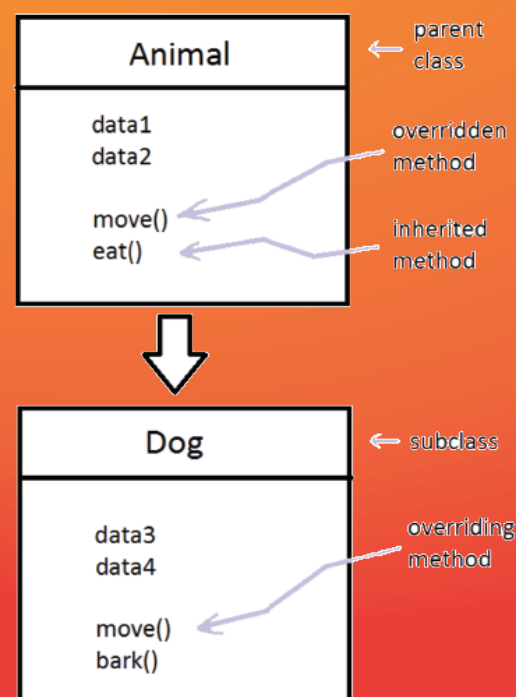 Animal
parent
class
data1
data2
overridden
method
move()
eat()
inherited
method
Dog
subclass
data3
data4
overriding
method
move()
bark()